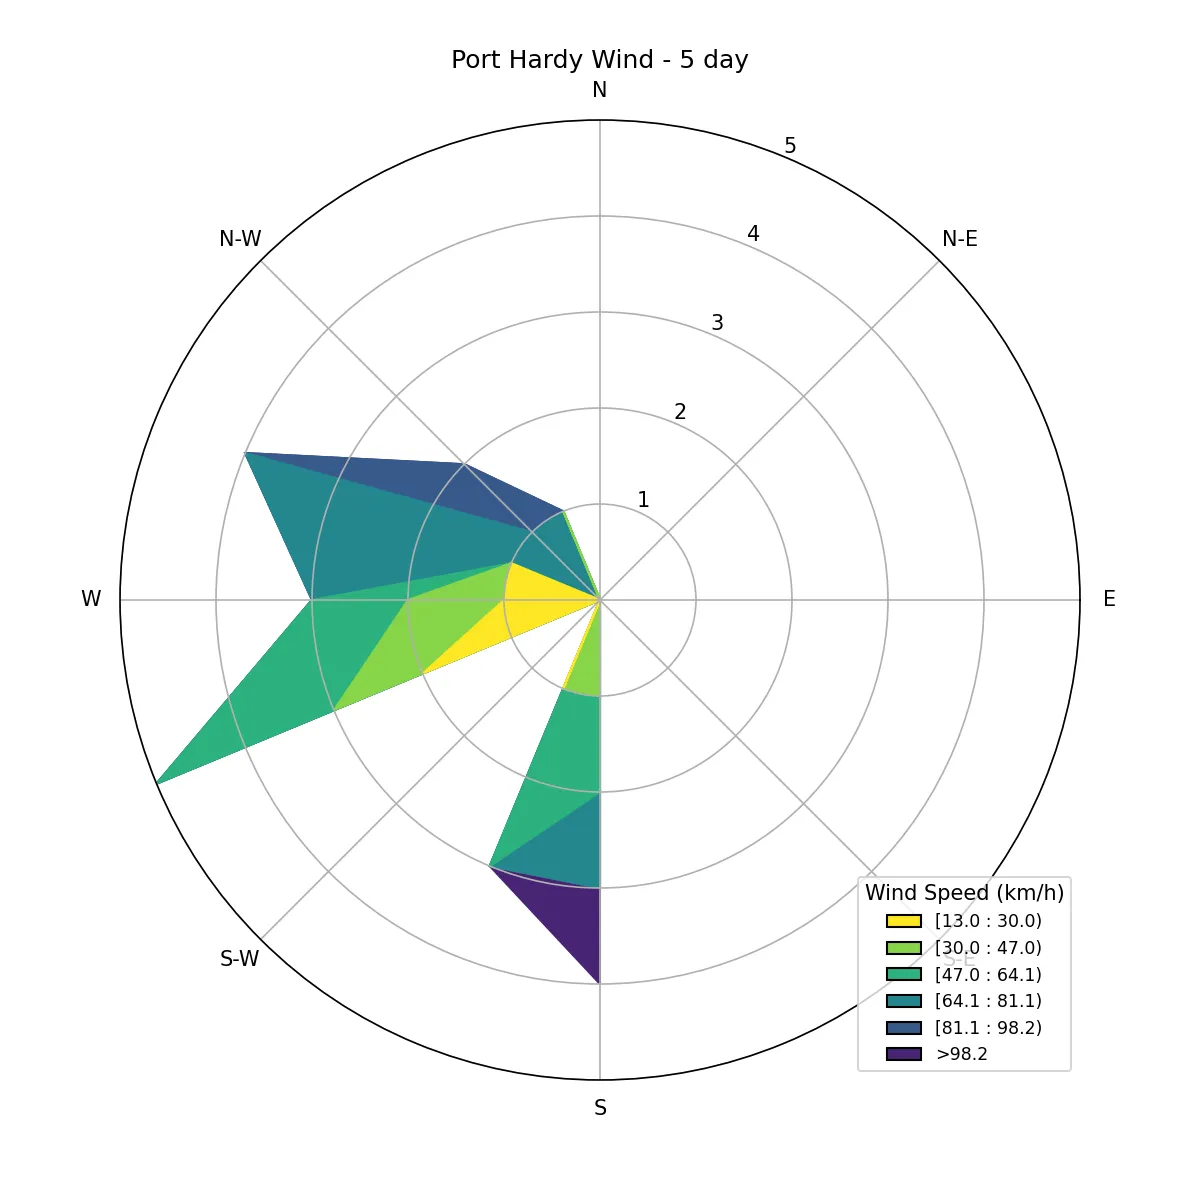 Port Hardy Wind - 5 day
N
5
N-W
4
N-E
3
2
1
W
E
Wind Speed (km/h)
[13.0 : 30.0)
[30.0 : 47.0)
S-W
S-E
[47.0 : 64.1)
[64.1 : 81.1)
[81.1 : 98.2)
>98.2
S